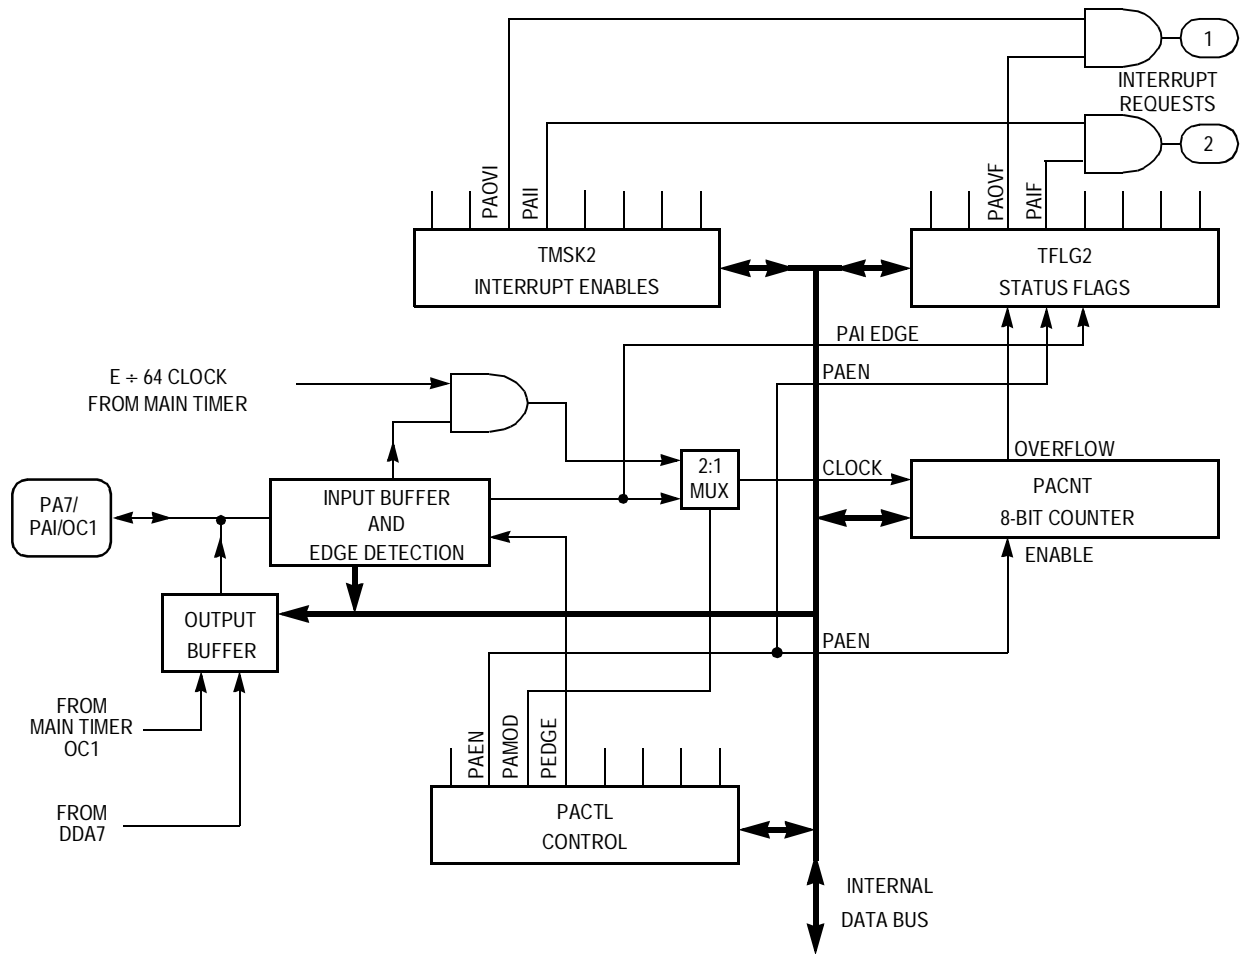 1
INTERRUPT
REQUESTS
2
PAOVI
PAII
PAOVF
PAIF
TMSK2
INTERRUPT ENABLES
TFLG2
STATUS FLAGS
PAI EDGE
PAEN
E ÷ 64 CLOCK
FROM MAIN TIMER
OVERFLOW
2:1
MUX
CLOCK
PACNT
8-BIT COUNTER
PA7/
PAI/OC1
INPUT BUFFER
AND
EDGE DETECTION
ENABLE
OUTPUT
BUFFER
PAEN
FROM
MAIN TIMER
OC1
PAEN
PAMOD
PEDGE
FROM
DDA7
PACTL
CONTROL
INTERNAL
DATA BUS